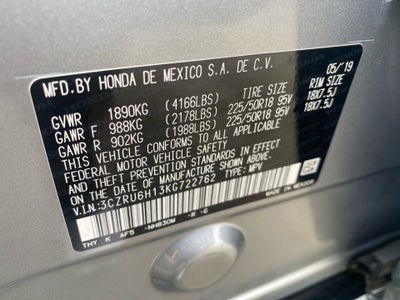 MFD.BY HONDA DE MEXICO S.A. DE C.V. 05/'19
TIRE SIZE RIM SIZE
GVWR 1890KG (4166LBS)
GAWR F 988KG (2178LBS) 225/50R18 95V 18X7.5J
GAWR R 902KG (1988LBS) 225/50R18 95V 18X7.5J
THIS VEHICLE CONFORMS TO ALL APPLICABLE
FEDERAL MOTOR VEHICLE SAFETY STANDARDS IN EFFECT
ON THE DATE OF MANUFACTURE SHOWN ABOVE.
V.I.N.:3CZRU6H13KG722762 TYPE: MPV
MADE IN MEXICO
THY K AF5 -NH830M -R -G